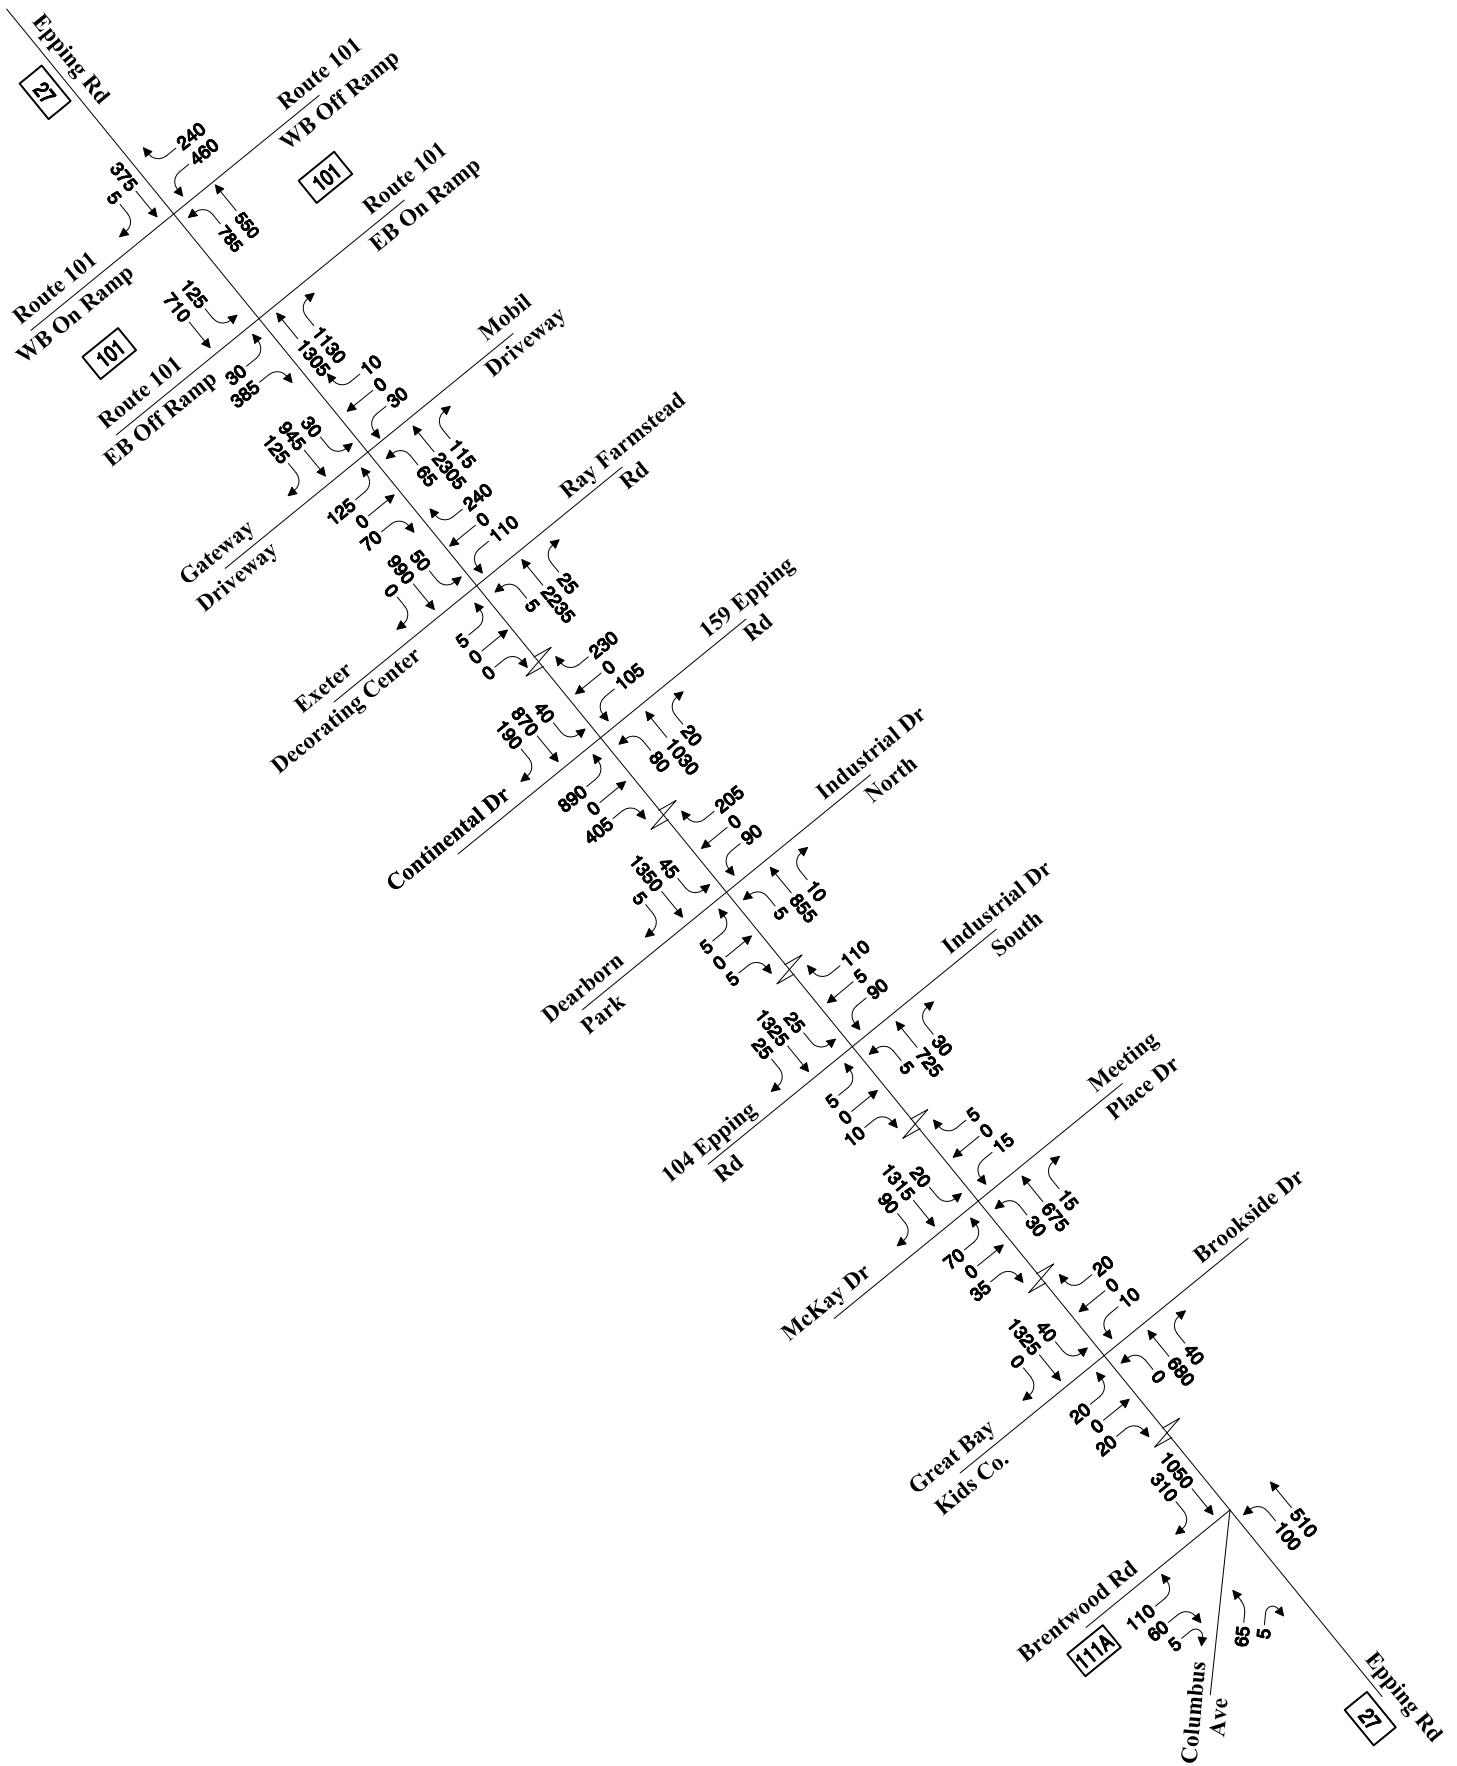 Epping Rd
27
Route 101
WB Off Ramp
240
460
375
5
550
785
Route 101
WB On Ramp
101
Route 101
EB On Ramp
125
710
101
1130
1305
30
385
Route 101
EB Off Ramp
Mobil
Driveway
10
0
30
30
945
125
115
2305
65
125
0
70
Gateway
Driveway
Ray Farmstead
Rd
240
0
110
50
990
0
25
2235
5
5
0
0
Exeter
Decorating Center
159 Epping
Rd
230
0
105
40
870
190
20
1030
80
890
0
405
Continental Dr
Industrial Dr
North
205
0
90
45
1350
5
10
855
5
5
0
5
Dearborn
Park
Industrial Dr
South
110
5
90
25
1325
25
30
725
5
5
0
10
104 Epping
Rd
Meeting
Place Dr
5
0
15
20
1315
90
15
675
30
70
0
35
McKay Dr
Brookside Dr
20
0
10
40
1325
0
40
680
0
20
0
20
Great Bay
Kids Co.
1050
310
510
100
Brentwood Rd
111A
110
60
5
65
5
Columbus
Ave
Epping Rd
27